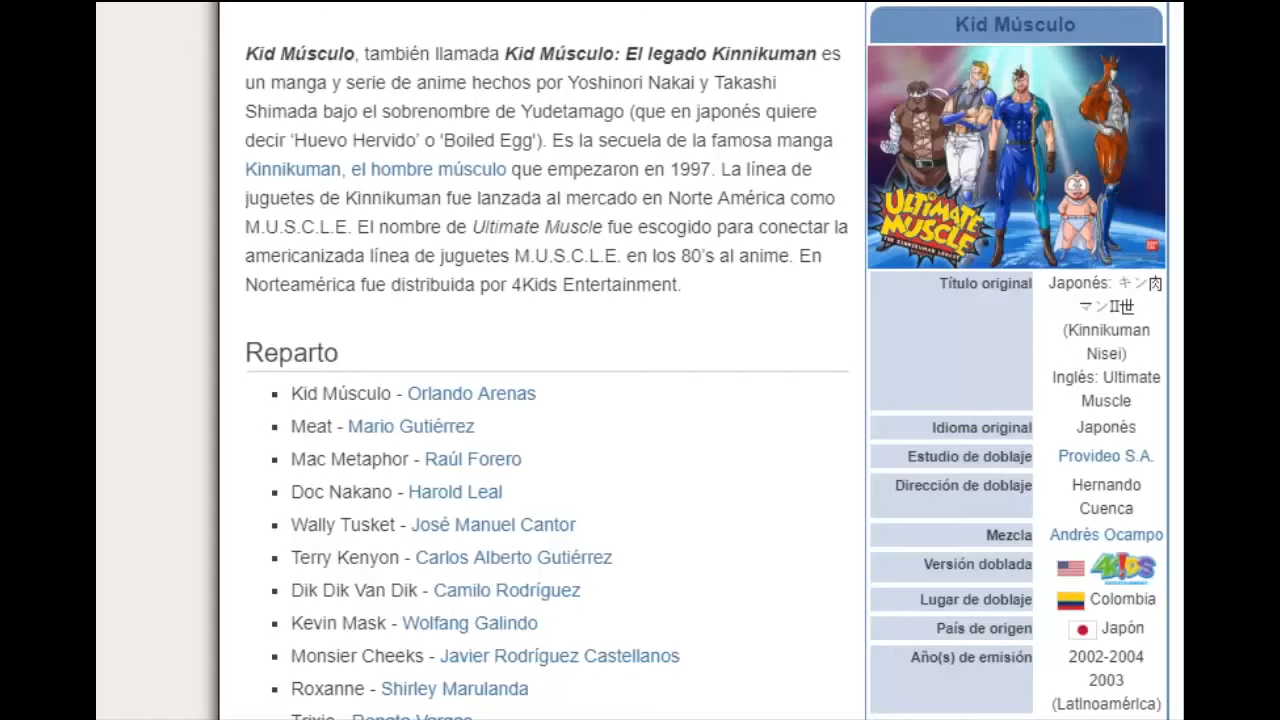 Kid Músculo, también llamada Kid Músculo: El legado Kinnikuman es
un manga y serie de anime hechos por Yoshinori Nakai y Takashi
Shimada bajo el sobrenombre de Yudetamago (que en japonés quiere
decir ‘Huevo Hervido’ o 'Boiled Egg'). Es la secuela de la famosa manga
Kinnikuman, el hombre músculo que empezaron en 1997. La línea de
juguetes de Kinnikuman fue lanzada al mercado en Norte América como
M.U.S.C.L.E. El nombre de Ultimate Muscle fue escogido para conectar la
americanizada línea de juguetes M.U.S.C.L.E. en los 80’s al anime. En
Norteamérica fue distribuida por 4Kids Entertainment.
Reparto
Kid Músculo - Orlando Arenas
Meat - Mario Gutiérrez
Mac Metaphor - Raúl Forero
Doc Nakano - Harold Leal
Wally Tusket - José Manuel Cantor
Terry Kenyon - Carlos Alberto Gutiérrez
Dik Dik Van Dik - Camilo Rodríguez
Kevin Mask - Wolfang Galindo
Monsier Cheeks - Javier Rodríguez Castellanos
Roxanne - Shirley Marulanda
Trixie - Renata Vargas
Kid Músculo
ULTIMATE
MUSCLE
THE KINNIKUMAN LEGACY
Título original
Japonés: キン肉
マンII世
(Kinnikuman
Nisei)
Inglés: Ultimate
Muscle
Idioma original
Japonés
Estudio de doblaje
Provideo S.A.
Dirección de doblaje
Hernando
Cuenca
Mezcla
Andrés Ocampo
Versión doblada
4KiDS
ENTERTAINMENT
Lugar de doblaje
Colombia
País de origen
Japón
Año(s) de emisión
2002-2004
2003
(Latinoamérica)